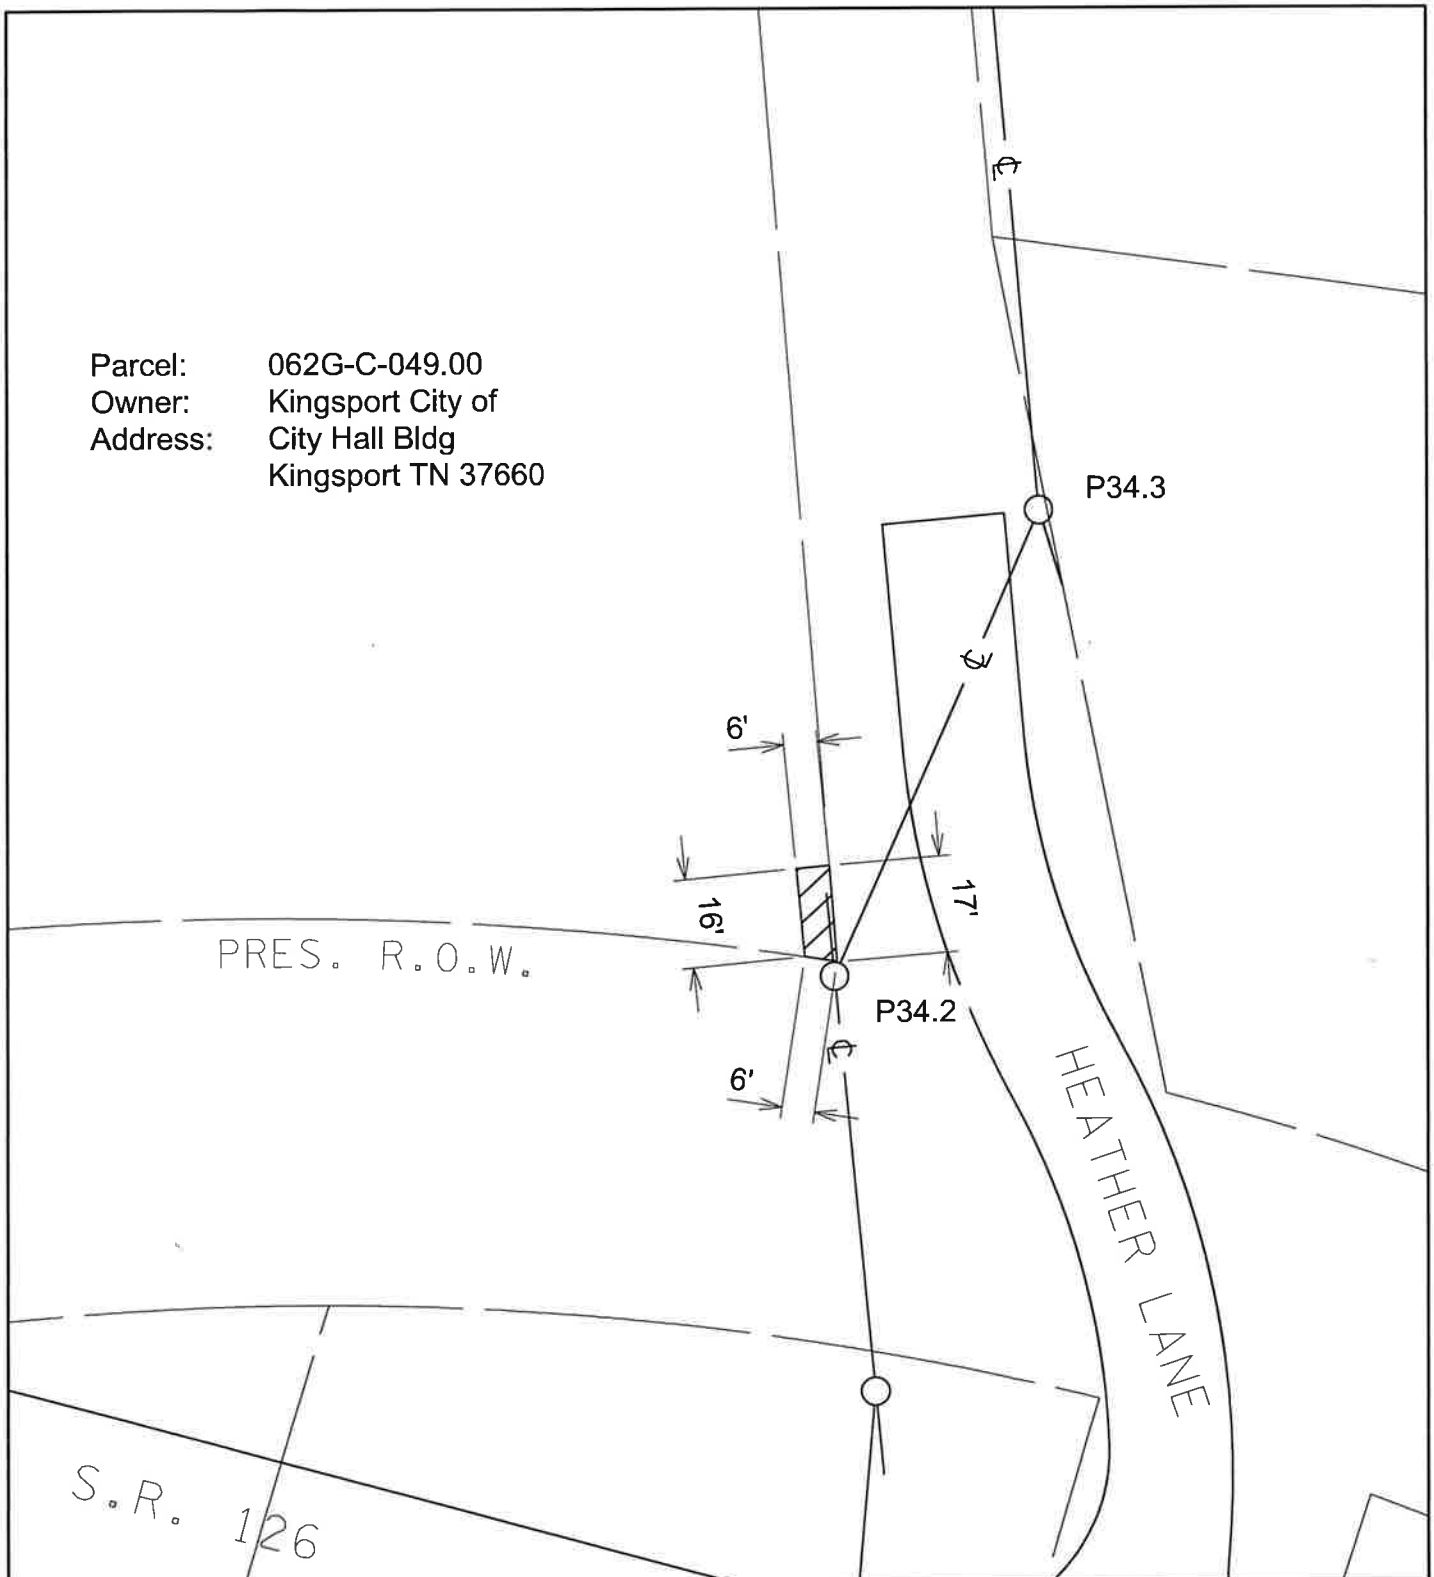 Parcel: 062G-C-049.00
Owner: Kingsport City of
Address: City Hall Bldg
Kingsport TN 37660
℄
P34.3
℄
6'
16'
17'
PRES. R.O.W.
P34.2
℄
6'
HEATHER LANE
S.R. 126